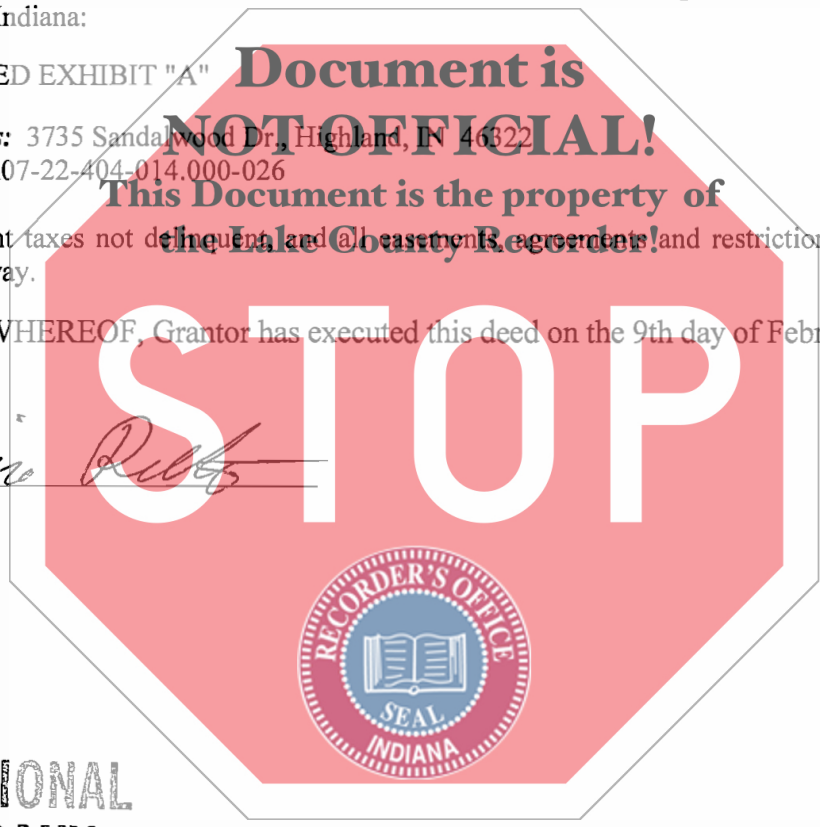 Indiana:
ED EXHIBIT "A"
Document is
: 3735 Sandalwood Dr., Highland, IN 46322
NOT OFFICIAL!
07-22-404-014.000-026
This Document is the property of
nt taxes not delinquent, and all easements, agreements and restriction
the Lake County Recorder!
ay.
WHEREOF, Grantor has executed this deed on the 9th day of Febr
STOP
RECORDER'S OFFICE
SEAL
INDIANA
IONAL